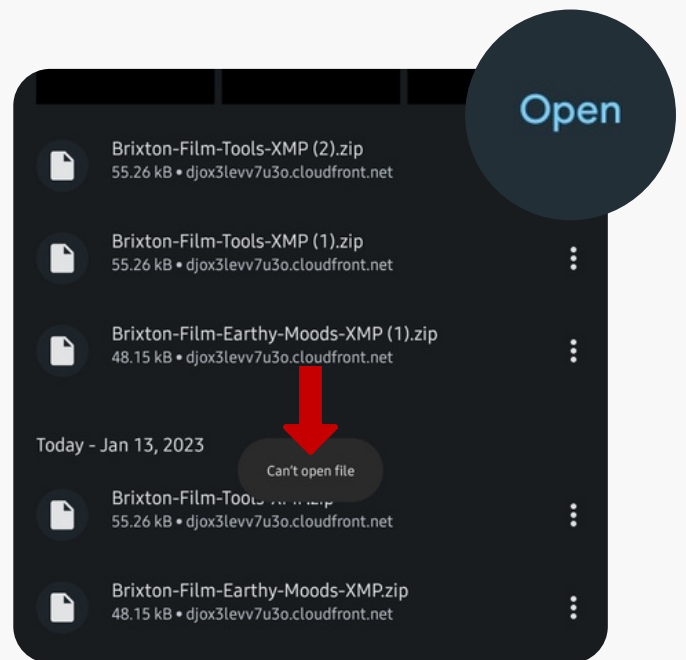 Open
Brixton-Film-Tools-XMP (2).zip
55.26 kB • djox3levv7u3o.cloudfront.net
Brixton-Film-Tools-XMP (1).zip
55.26 kB • djox3levv7u3o.cloudfront.net
Brixton-Film-Earthy-Moods-XMP (1).zip
48.15 kB • djox3levv7u3o.cloudfront.net
Today - Jan 13, 2023
Can't open file
Brixton-Film-Tools-XMP.zip
55.26 kB • djox3levv7u3o.cloudfront.net
Brixton-Film-Earthy-Moods-XMP.zip
48.15 kB • djox3levv7u3o.cloudfront.net